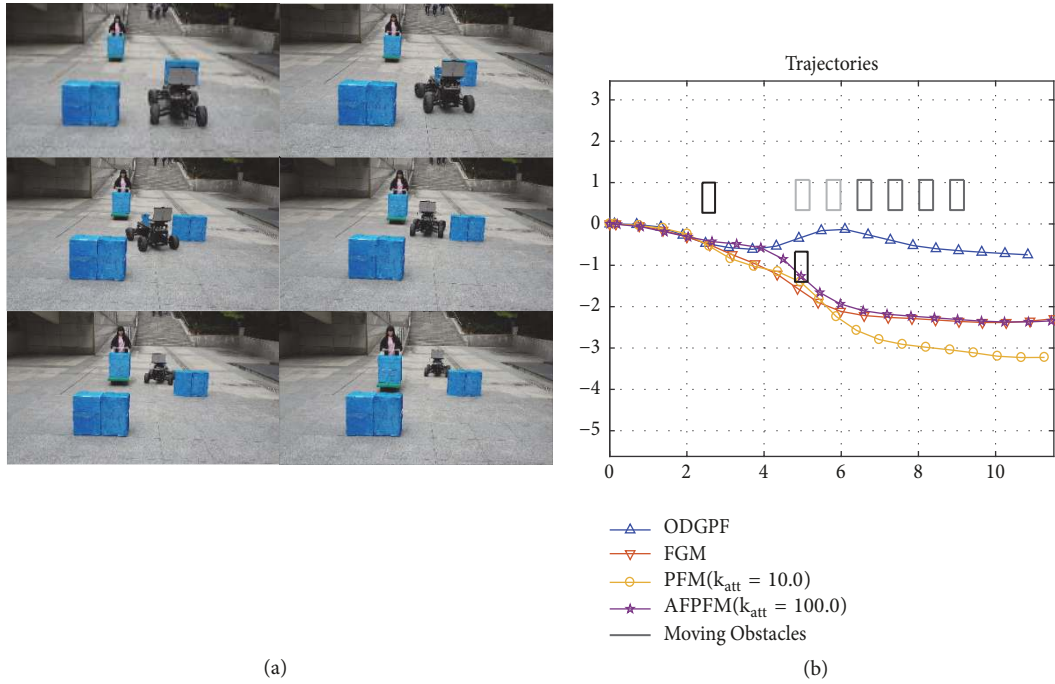 Trajectories
3
2
1
0
−1
−2
−3
−4
−5
0 2 4 6 8 10
ODGPF
FGM
PFM(k_att = 10.0)
AFPFM(k_att = 100.0)
Moving Obstacles
(a) (b)